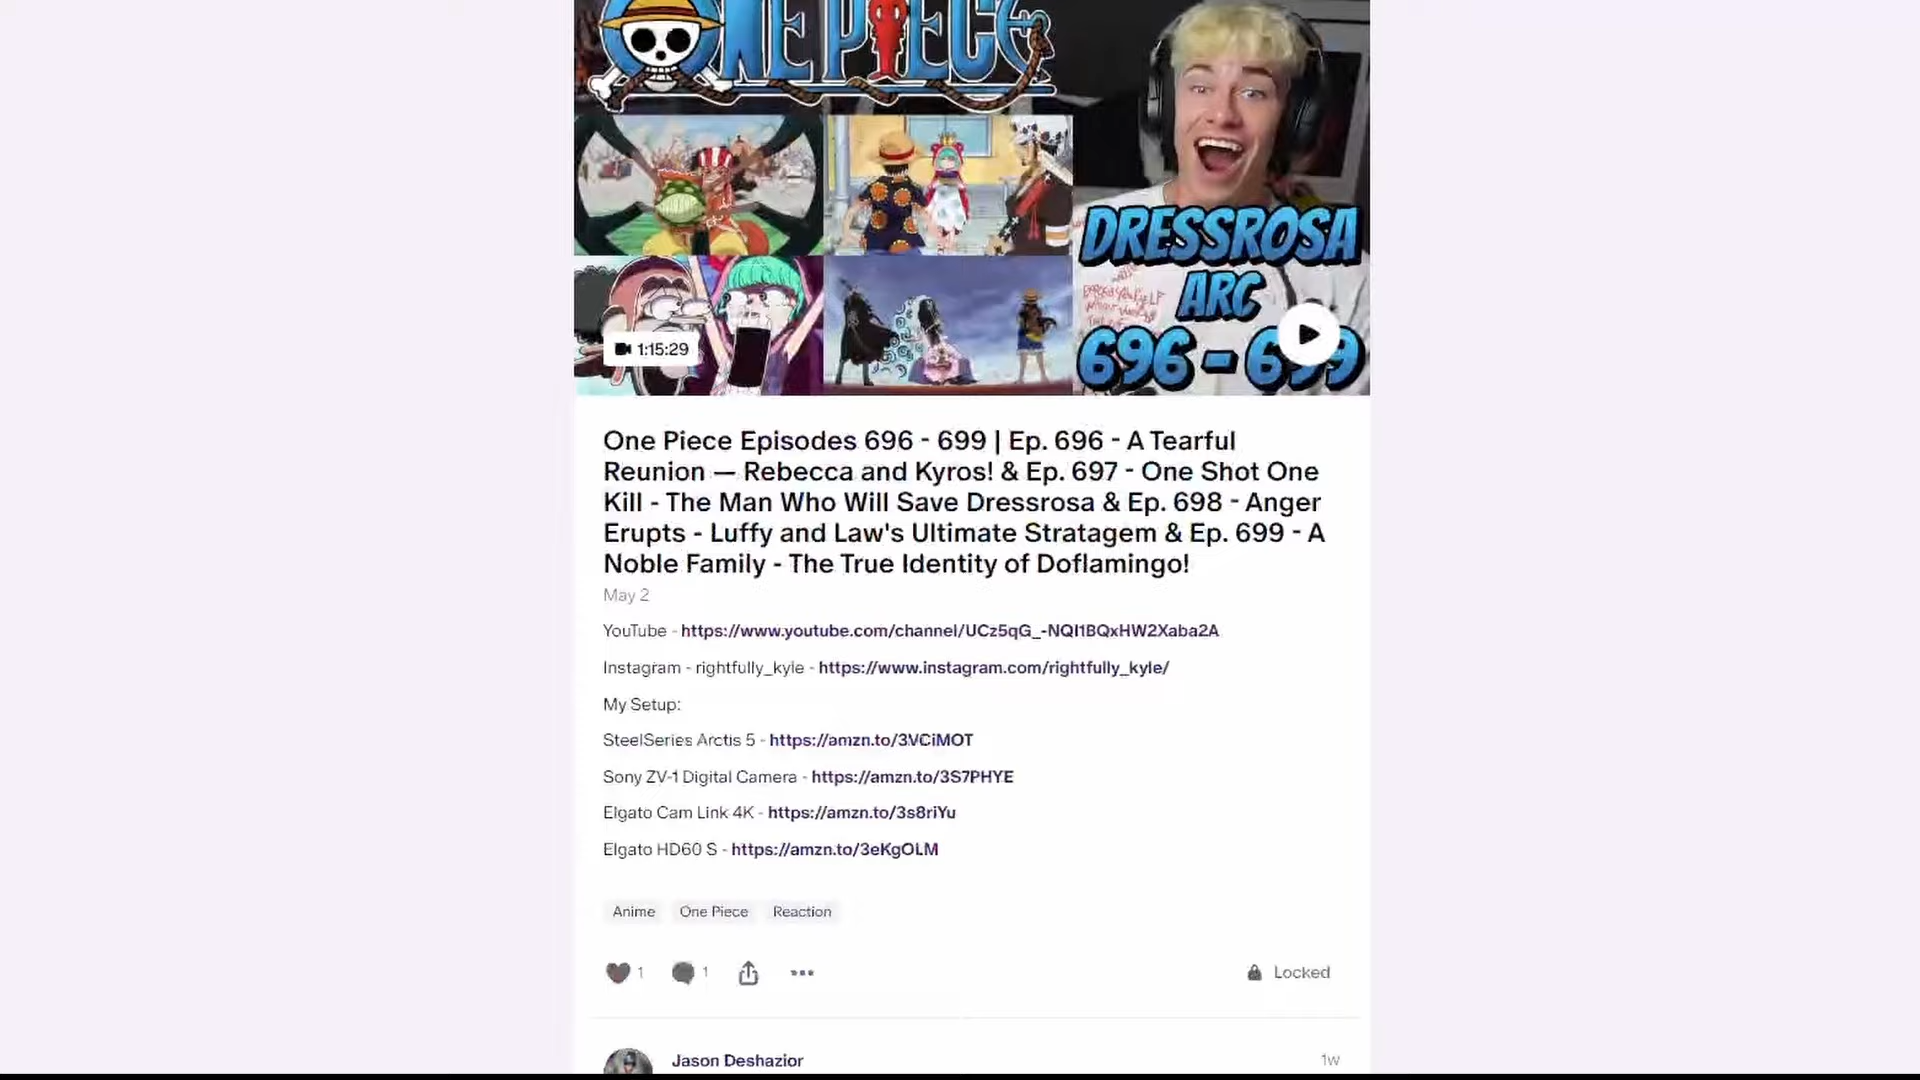 ONE PIECE
DRESSROSA
ARC
696 - 699
1:15:29
One Piece Episodes 696 - 699 | Ep. 696 - A Tearful
Reunion — Rebecca and Kyros! & Ep. 697 - One Shot One
Kill - The Man Who Will Save Dressrosa & Ep. 698 - Anger
Erupts - Luffy and Law's Ultimate Stratagem & Ep. 699 - A
Noble Family - The True Identity of Doflamingo!
May 2
YouTube - https://www.youtube.com/channel/UCz5qG_-NQI1BQxHW2Xaba2A
Instagram - rightfully_kyle - https://www.instagram.com/rightfully_kyle/
My Setup:
SteelSeries Arctis 5 - https://amzn.to/3VCiMOT
Sony ZV-1 Digital Camera - https://amzn.to/3S7PHYE
Elgato Cam Link 4K - https://amzn.to/3s8riYu
Elgato HD60 S - https://amzn.to/3eKgOLM
Anime One Piece Reaction
1 1 Locked
Jason Deshazior 1w